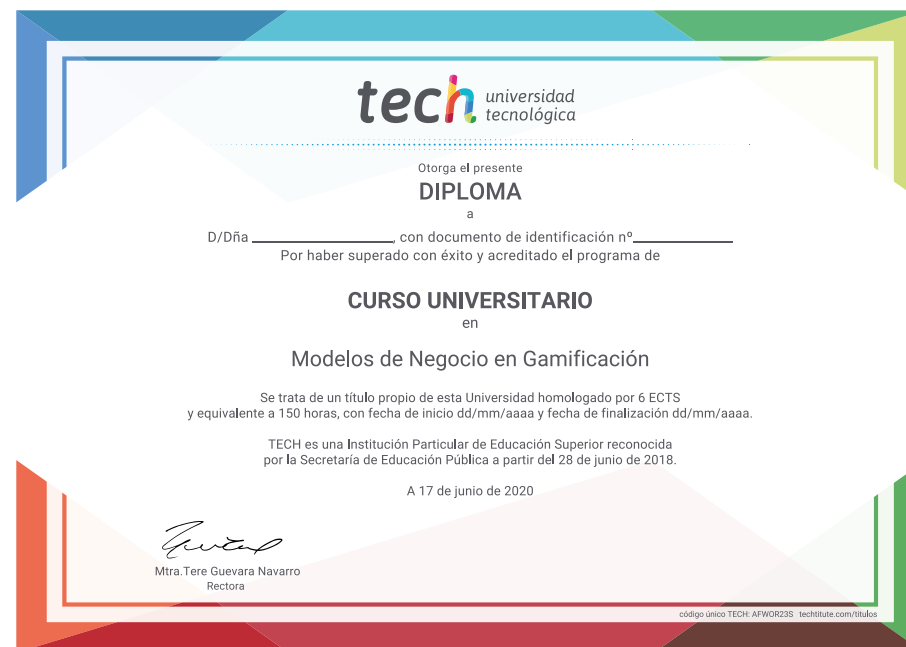 tech universidad
tecnológica
Otorga el presente
DIPLOMA
a
D/Dña ____________________, con documento de identificación nº______________
Por haber superado con éxito y acreditado el programa de
CURSO UNIVERSITARIO
en
Modelos de Negocio en Gamificación
Se trata de un título propio de esta Universidad homologado por 6 ECTS
y equivalente a 150 horas, con fecha de inicio dd/mm/aaaa y fecha de finalización dd/mm/aaaa.
TECH es una Institución Particular de Educación Superior reconocida
por la Secretaría de Educación Pública a partir del 28 de junio de 2018.
A 17 de junio de 2020
Mtra.Tere Guevara Navarro
Rectora
código único TECH: AFWOR23S techtitute.com/titulos